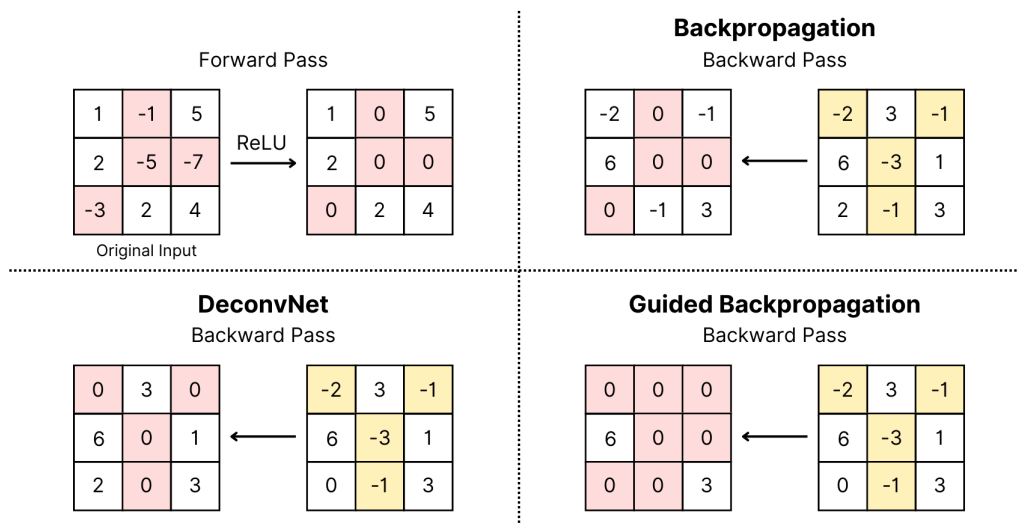 Forward Pass
1 -1 5
2 -5 -7
-3 2 4
Original Input
ReLU
1 0 5
2 0 0
0 2 4
Backpropagation
Backward Pass
-2 0 -1
6 0 0
0 -1 3
-2 3 -1
6 -3 1
2 -1 3
DeconvNet
Backward Pass
0 3 0
6 0 1
2 0 3
-2 3 -1
6 -3 1
0 -1 3
Guided Backpropagation
Backward Pass
0 0 0
6 0 0
0 0 3
-2 3 -1
6 -3 1
0 -1 3